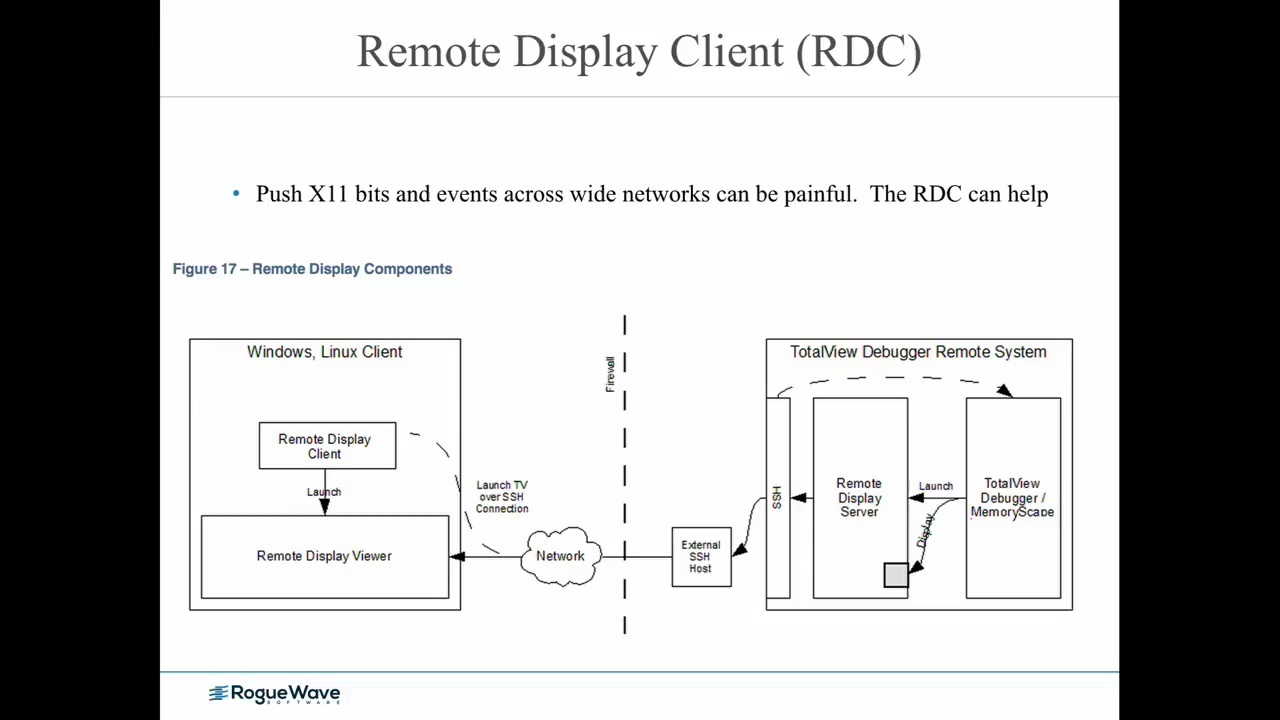 Remote Display Client (RDC)
• Push X11 bits and events across wide networks can be painful. The RDC can help
Figure 17 – Remote Display Components
Windows, Linux Client
Remote Display
Client
Launch
Remote Display Viewer
Launch TV
over SSH
Connection
Network
Firewall
External
SSH
Host
TotalView Debugger Remote System
SSH
Remote
Display
Server
Launch
Display
TotalView
Debugger /
MemoryScape
RogueWave
SOFTWARE